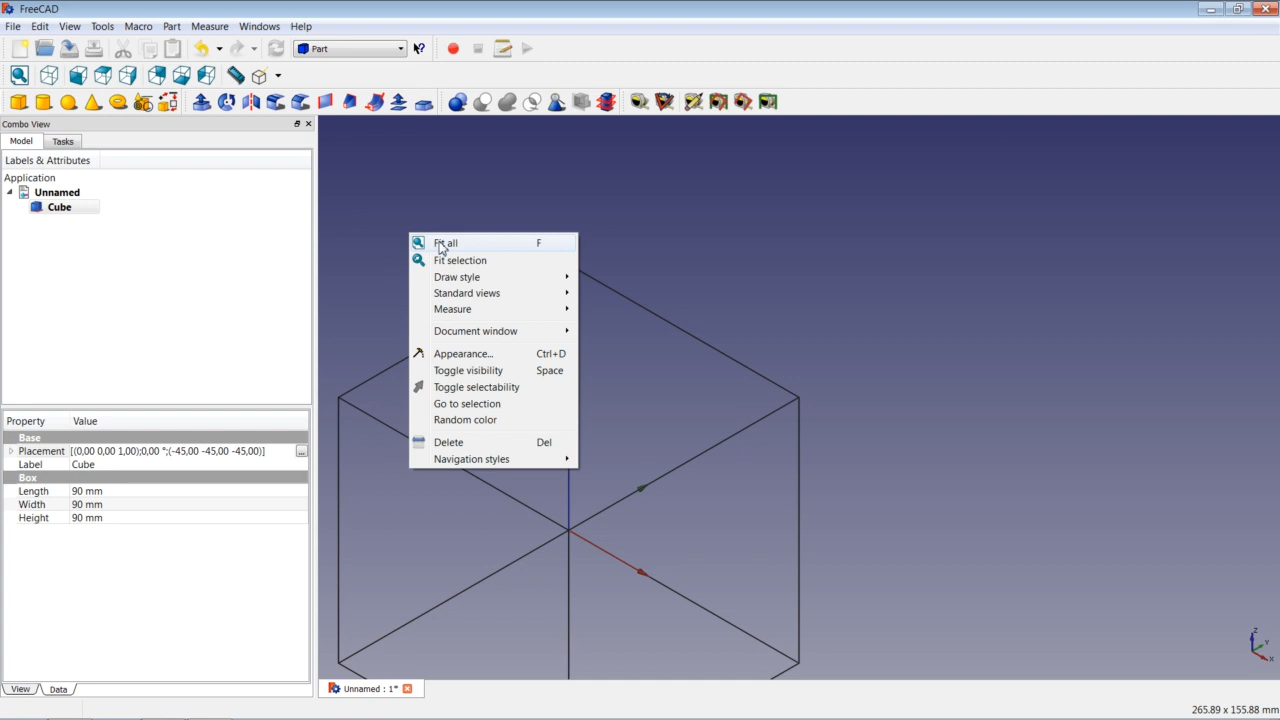 FreeCAD
File Edit View Tools Macro Part Measure Windows Help
Part
Combo View
Model Tasks
Labels & Attributes
Application
Unnamed
Cube
Fit all F
Fit selection
Draw style
Standard views
Measure
Document window
Appearance... Ctrl+D
Toggle visibility Space
Toggle selectability
Go to selection
Random color
Delete Del
Navigation styles
Property Value
Base
Placement [(0,00 0,00 1,00);0,00 °;(-45,00 -45,00 -45,00)] ...
Label Cube
Box
Length 90 mm
Width 90 mm
Height 90 mm
Z
Y
X
View Data
Unnamed : 1*
265.89 x 155.88 mm